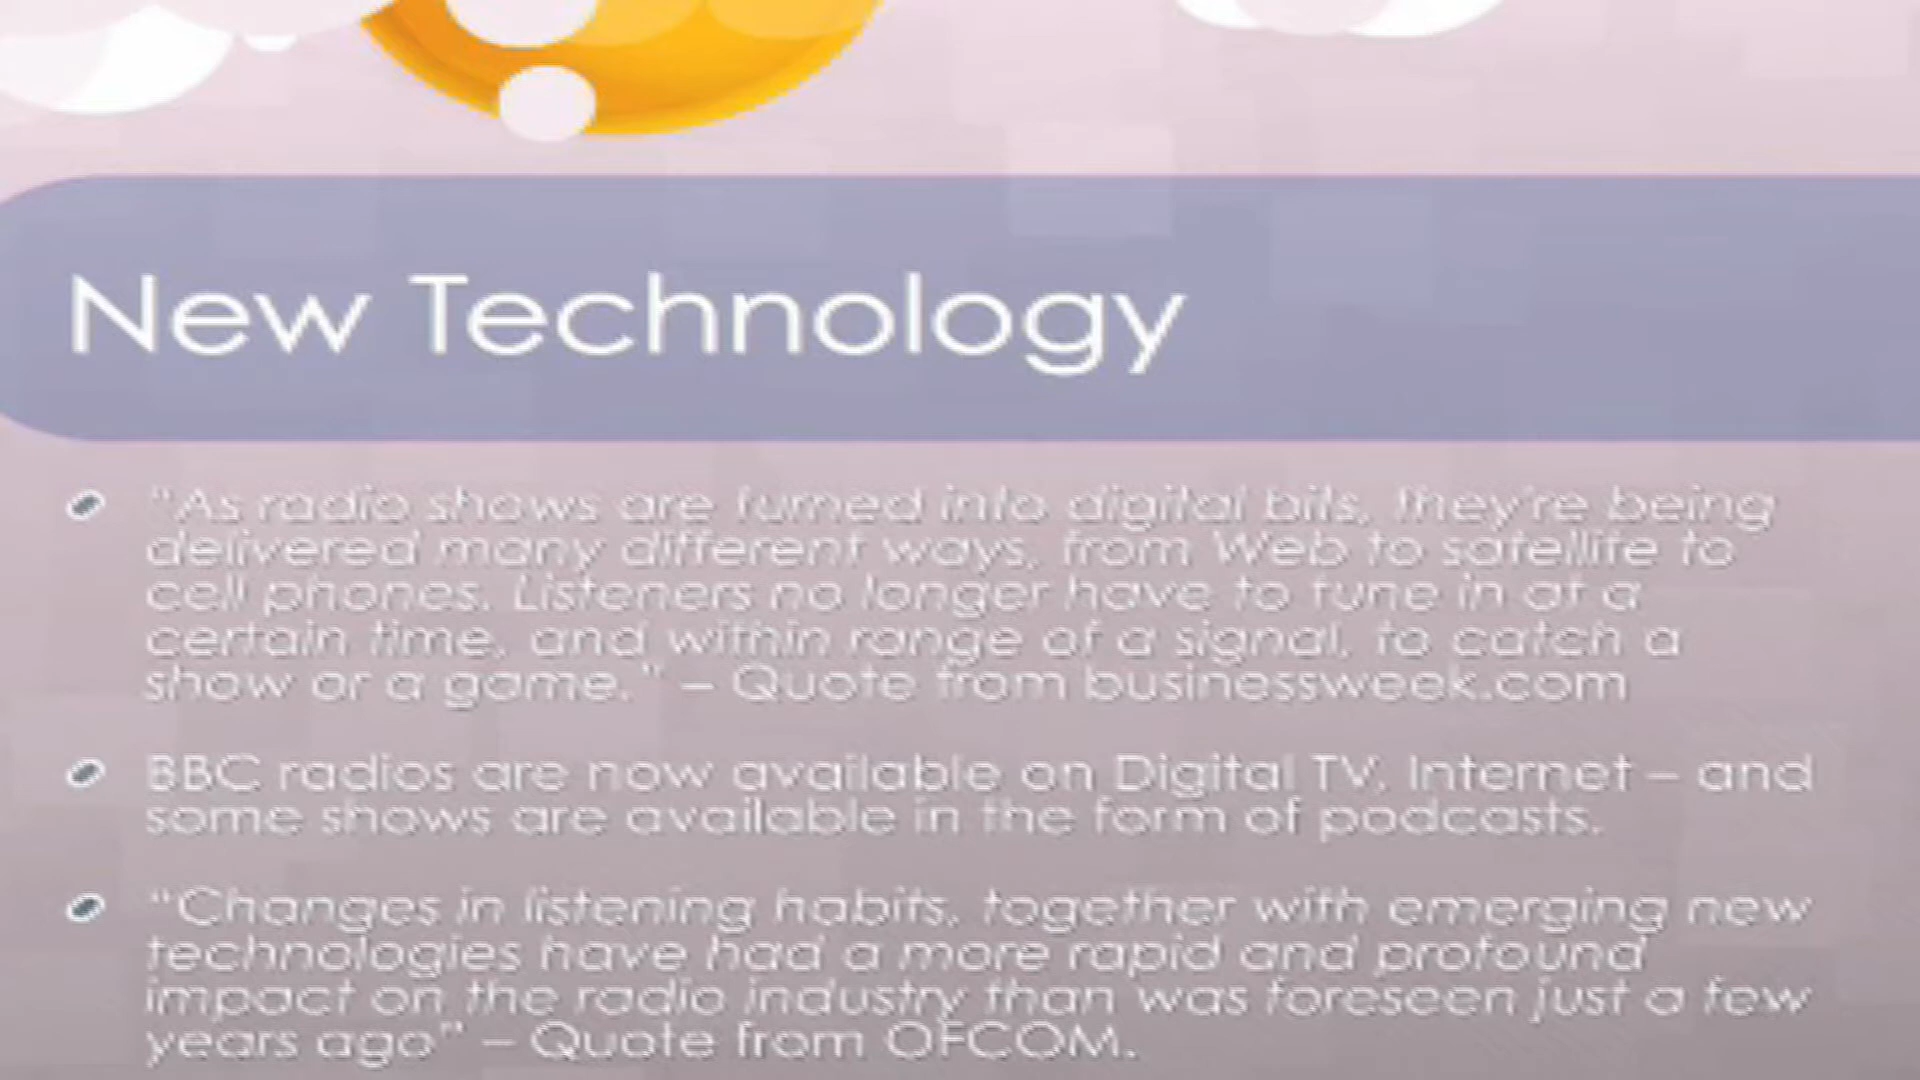 New Technology
"As radio shows are turned into digital bits, they're being
delivered many different ways, from Web to satellite to
cell phones. Listeners no longer have to tune in at a
certain time, and within range of a signal, to catch a
show or a game." – Quote from businessweek.com
BBC radios are now available on Digital TV, Internet – and
some shows are available in the form of podcasts.
"Changes in listening habits, together with emerging new
technologies have had a more rapid and profound
impact on the radio industry than was foreseen just a few
years ago" – Quote from OFCOM.